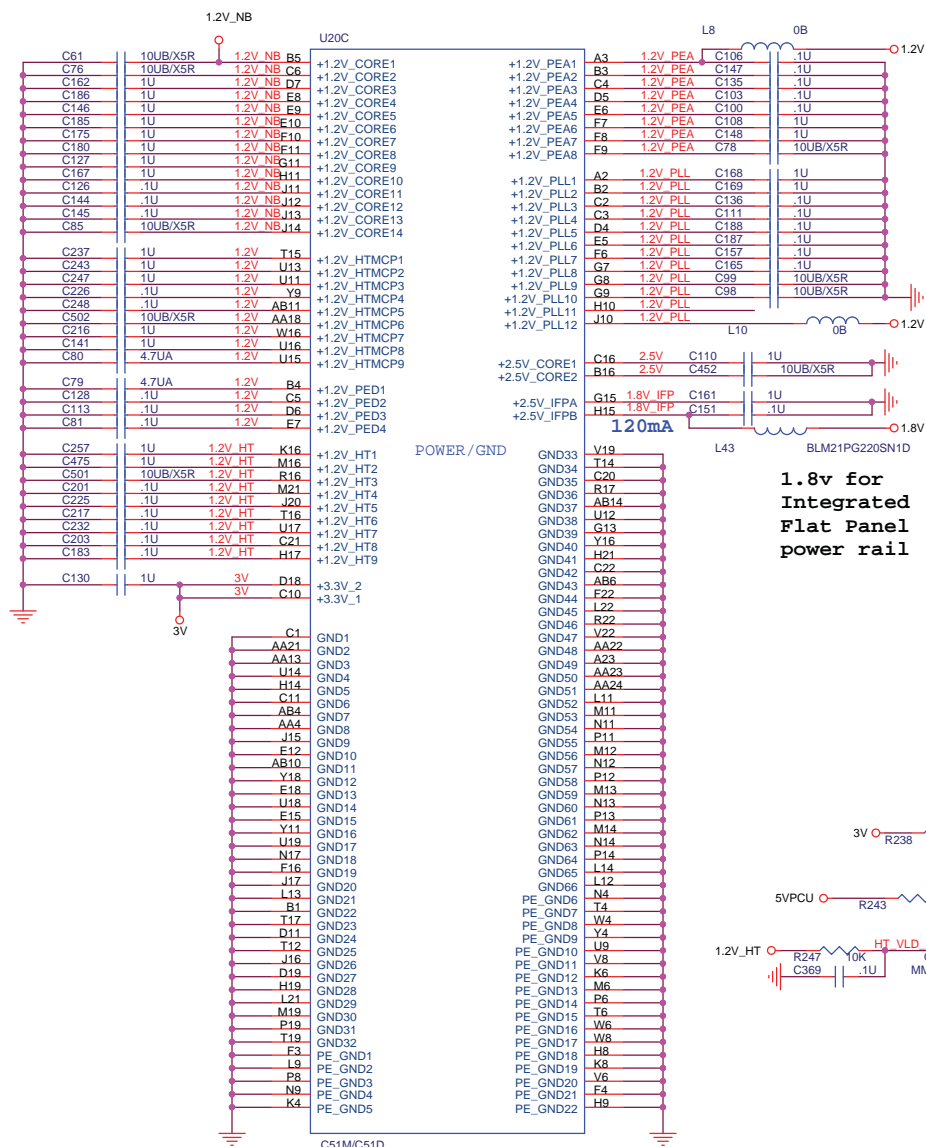 1.2V_NB
U20C
C61 10UB/X5R 1.2V_NB B5 +1.2V_CORE1
C76 10UB/X5R 1.2V_NB C6 +1.2V_CORE2
C162 1U 1.2V_NB D7 +1.2V_CORE3
C186 1U 1.2V_NB E8 +1.2V_CORE4
C146 1U 1.2V_NB E9 +1.2V_CORE5
C185 1U 1.2V_NB E10 +1.2V_CORE6
C175 1U 1.2V_NB F10 +1.2V_CORE7
C180 1U 1.2V_NB F11 +1.2V_CORE8
C127 1U 1.2V_NB G11 +1.2V_CORE9
C167 1U 1.2V_NB H11 +1.2V_CORE10
C126 .1U 1.2V_NB J11 +1.2V_CORE11
C144 .1U 1.2V_NB J12 +1.2V_CORE12
C145 .1U 1.2V_NB J13 +1.2V_CORE13
C85 10UB/X5R 1.2V_NB J14 +1.2V_CORE14
C237 1U 1.2V T15 +1.2V_HTMCP1
C243 1U 1.2V U13 +1.2V_HTMCP2
C247 1U 1.2V U11 +1.2V_HTMCP3
C226 1U 1.2V Y9 +1.2V_HTMCP4
C248 .1U 1.2V AB11 +1.2V_HTMCP5
C502 10UB/X5R 1.2V AA18 +1.2V_HTMCP6
C216 1U 1.2V W16 +1.2V_HTMCP7
C141 1U 1.2V U16 +1.2V_HTMCP8
C80 4.7UA 1.2V U15 +1.2V_HTMCP9
C79 4.7UA 1.2V B4 +1.2V_PED1
C128 .1U 1.2V C5 +1.2V_PED2
C113 .1U 1.2V D6 +1.2V_PED3
C81 .1U 1.2V E7 +1.2V_PED4
C257 1U 1.2V_HT K16 +1.2V_HT1
C475 1U 1.2V_HT M16 +1.2V_HT2
C501 10UB/X5R 1.2V_HT R16 +1.2V_HT3
C201 .1U 1.2V_HT M21 +1.2V_HT4
C225 .1U 1.2V_HT J20 +1.2V_HT5
C217 .1U 1.2V_HT T16 +1.2V_HT6
C232 .1U 1.2V_HT U17 +1.2V_HT7
C203 .1U 1.2V_HT C21 +1.2V_HT8
C183 .1U 1.2V_HT H17 +1.2V_HT9
C130 1U 3V D18 +3.3V_2
3V C10 +3.3V_1
3V
C1 GND1
AA21 GND2
AA13 GND3
U14 GND4
H14 GND5
C11 GND6
AB4 GND7
AA4 GND8
J15 GND9
E12 GND10
AB10 GND11
Y18 GND12
E18 GND13
U18 GND14
E15 GND15
Y11 GND16
U19 GND17
N17 GND18
F16 GND19
J17 GND20
L13 GND21
B1 GND22
T17 GND23
D11 GND24
T12 GND25
J16 GND26
D19 GND27
H19 GND28
L21 GND29
M19 GND30
P19 GND31
T19 GND32
F3 PE_GND1
L9 PE_GND2
P8 PE_GND3
N9 PE_GND4
K4 PE_GND5
POWER/GND
L8 0B 1.2V
+1.2V_PEA1 A3 1.2V_PEA C106 .1U
+1.2V_PEA2 B3 1.2V_PEA C147 .1U
+1.2V_PEA3 C4 1.2V_PEA C135 .1U
+1.2V_PEA4 D5 1.2V_PEA C103 .1U
+1.2V_PEA5 E6 1.2V_PEA C100 .1U
+1.2V_PEA6 F7 1.2V_PEA C108 1U
+1.2V_PEA7 F8 1.2V_PEA C148 1U
+1.2V_PEA8 F9 1.2V_PEA C78 10UB/X5R
+1.2V_PLL1 A2 1.2V_PLL C168 1U
+1.2V_PLL2 B2 1.2V_PLL C169 1U
+1.2V_PLL3 C2 1.2V_PLL C136 .1U
+1.2V_PLL4 C3 1.2V_PLL C111 .1U
+1.2V_PLL5 D4 1.2V_PLL C188 .1U
+1.2V_PLL6 E5 1.2V_PLL C187 .1U
+1.2V_PLL7 F6 1.2V_PLL C157 .1U
+1.2V_PLL8 G7 1.2V_PLL C165 .1U
+1.2V_PLL9 G8 1.2V_PLL C99 10UB/X5R
+1.2V_PLL10 G9 1.2V_PLL C98 10UB/X5R
+1.2V_PLL11 H10 1.2V_PLL
+1.2V_PLL12 J10 1.2V_PLL L10 0B 1.2V
+2.5V_CORE1 C16 2.5V C110 1U
+2.5V_CORE2 B16 2.5V C452 10UB/X5R
+2.5V_IFPA G15 1.8V_IFP C161 1U
+2.5V_IFPB H15 1.8V_IFP C151 .1U
120mA 1.8V
L43 BLM21PG220SN1D
1.8v for
Integrated
Flat Panel
power rail
GND33 V19
GND34 T14
GND35 C20
GND36 R17
GND37 AB14
GND38 U12
GND39 G13
GND40 Y16
GND41 H21
GND42 C22
GND43 AB6
GND44 F22
GND45 L22
GND46 R22
GND47 V22
GND48 AA22
GND49 A23
GND50 AA23
GND51 AA24
GND52 L11
GND53 M11
GND54 N11
GND55 P11
GND56 M12
GND57 N12
GND58 P12
GND59 M13
GND60 N13
GND61 P13
GND62 M14
GND63 N14
GND64 P14
GND65 L14
GND66 L12
PE_GND6 N4
PE_GND7 T4
PE_GND8 W4
PE_GND9 Y4
PE_GND10 U9
PE_GND11 V8
PE_GND12 K6
PE_GND13 M6
PE_GND14 P6
PE_GND15 T6
PE_GND16 W6
PE_GND17 W8
PE_GND18 H8
PE_GND19 K8
PE_GND20 V6
PE_GND21 F4
PE_GND22 H9
3V R238
5VPCU R243
1.2V_HT R247 10K HT_VLD
C369 .1U MM
C51M/C51D